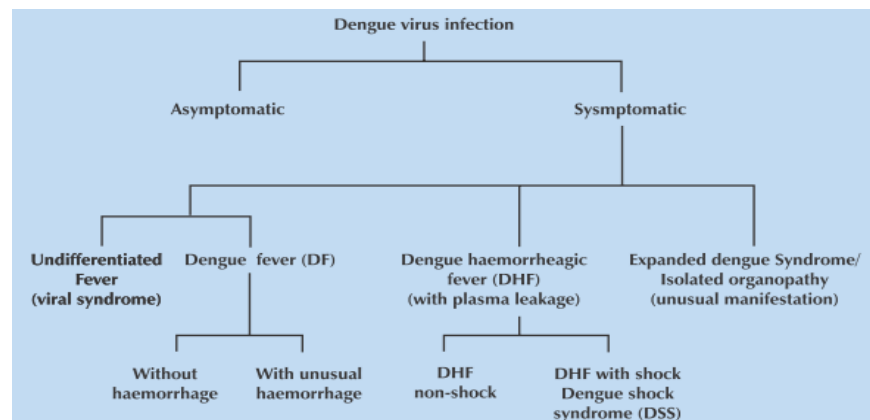 Dengue virus infection
Asymptomatic
Sysmptomatic
Undifferentiated
Fever
(viral syndrome)
Dengue fever (DF)
Dengue haemorrheagic
fever (DHF)
(with plasma leakage)
Expanded dengue Syndrome/
Isolated organopathy
(unusual manifestation)
Without
haemorrhage
With unusual
haemorrhage
DHF
non-shock
DHF with shock
Dengue shock
syndrome (DSS)